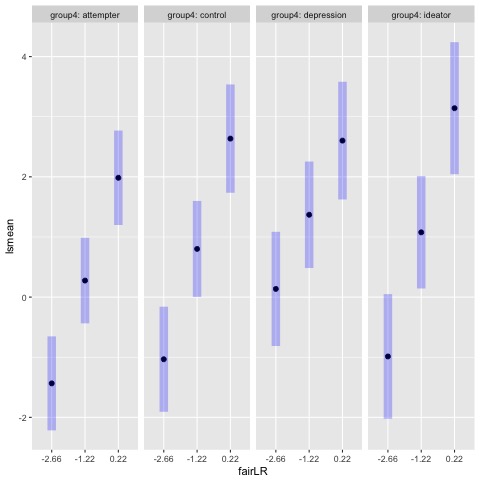 group4: attempter group4: control group4: depression group4: ideator
4
2
0
-2
lsmean
-2.66 -1.22 0.22 -2.66 -1.22 0.22 -2.66 -1.22 0.22 -2.66 -1.22 0.22
fairLR